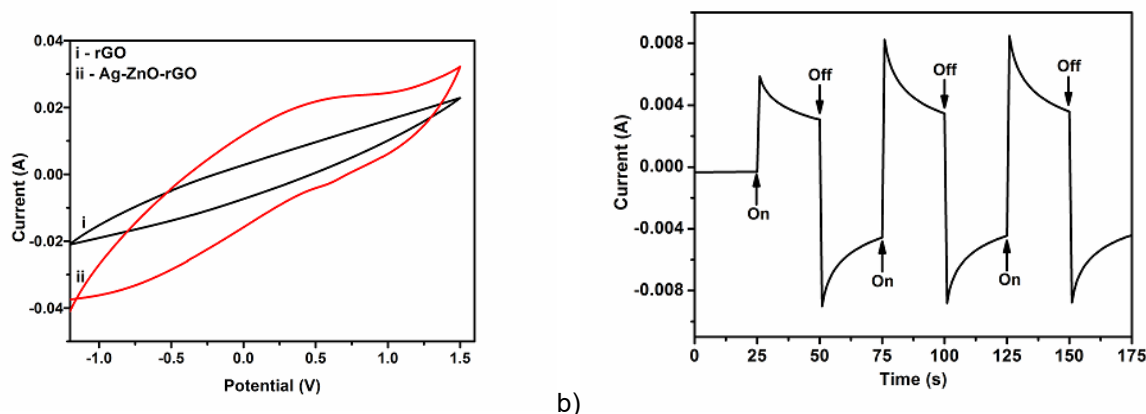 i - rGO
ii - Ag-ZnO-rGO
0.04
0.02
0.00
-0.02
-0.04
Current (A)
i
ii
-1.0 -0.5 0.0 0.5 1.0 1.5
Potential (V)
b)
0.008
0.004
0.000
-0.004
-0.008
Current (A)
Off Off Off
On On On
0 25 50 75 100 125 150 175
Time (s)